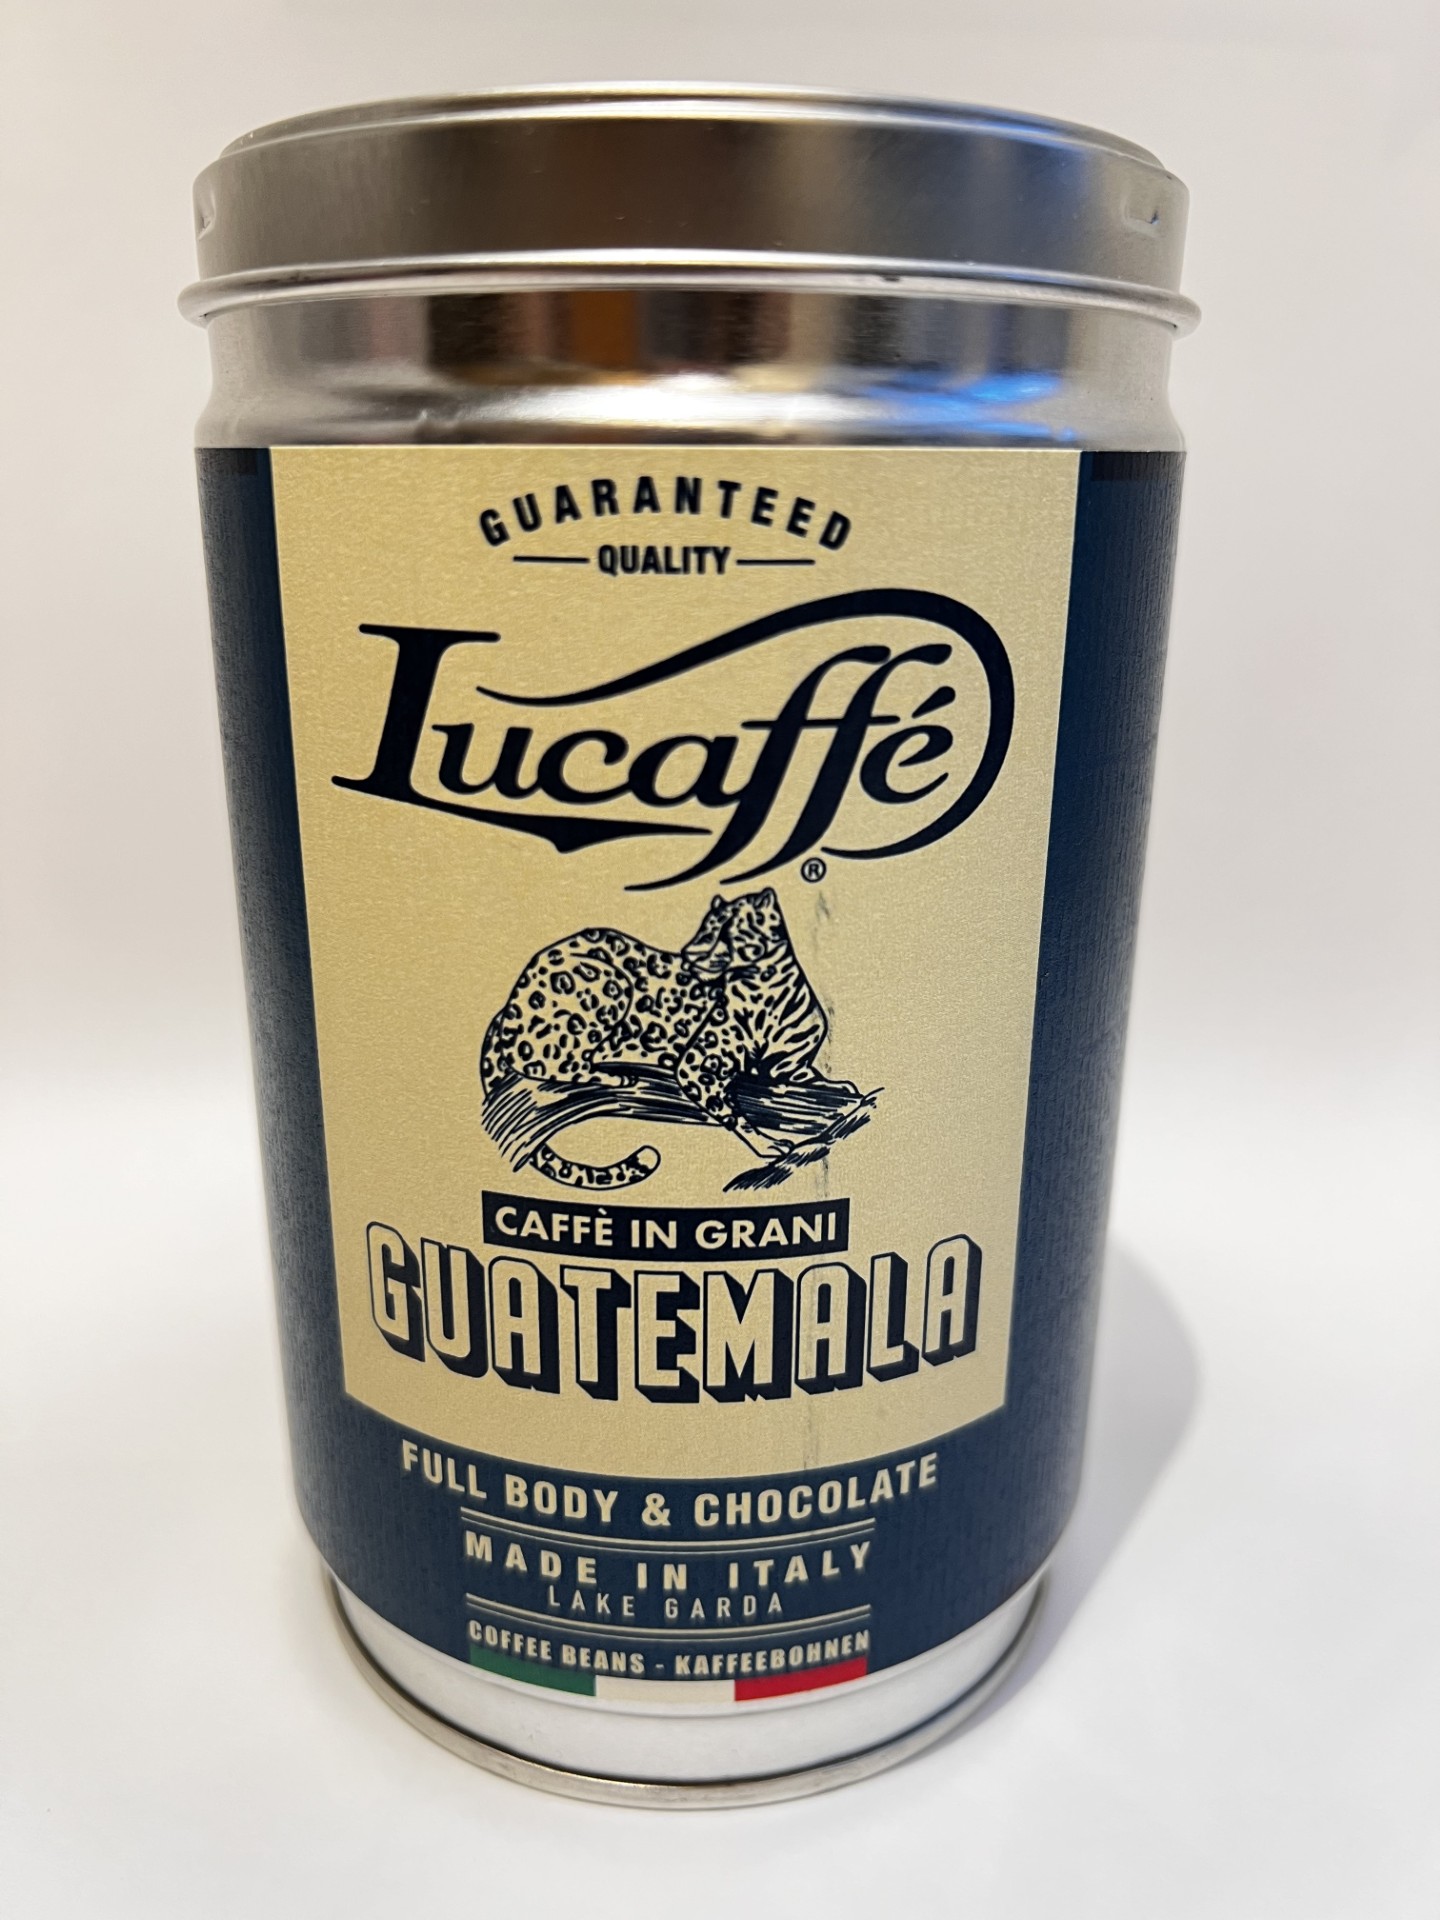 GUARANTEED
QUALITY
Lucaffé
®
CAFFÈ IN GRANI
GUATEMALA
FULL BODY & CHOCOLATE
MADE IN ITALY
LAKE GARDA
COFFEE BEANS - KAFFEEBOHNEN